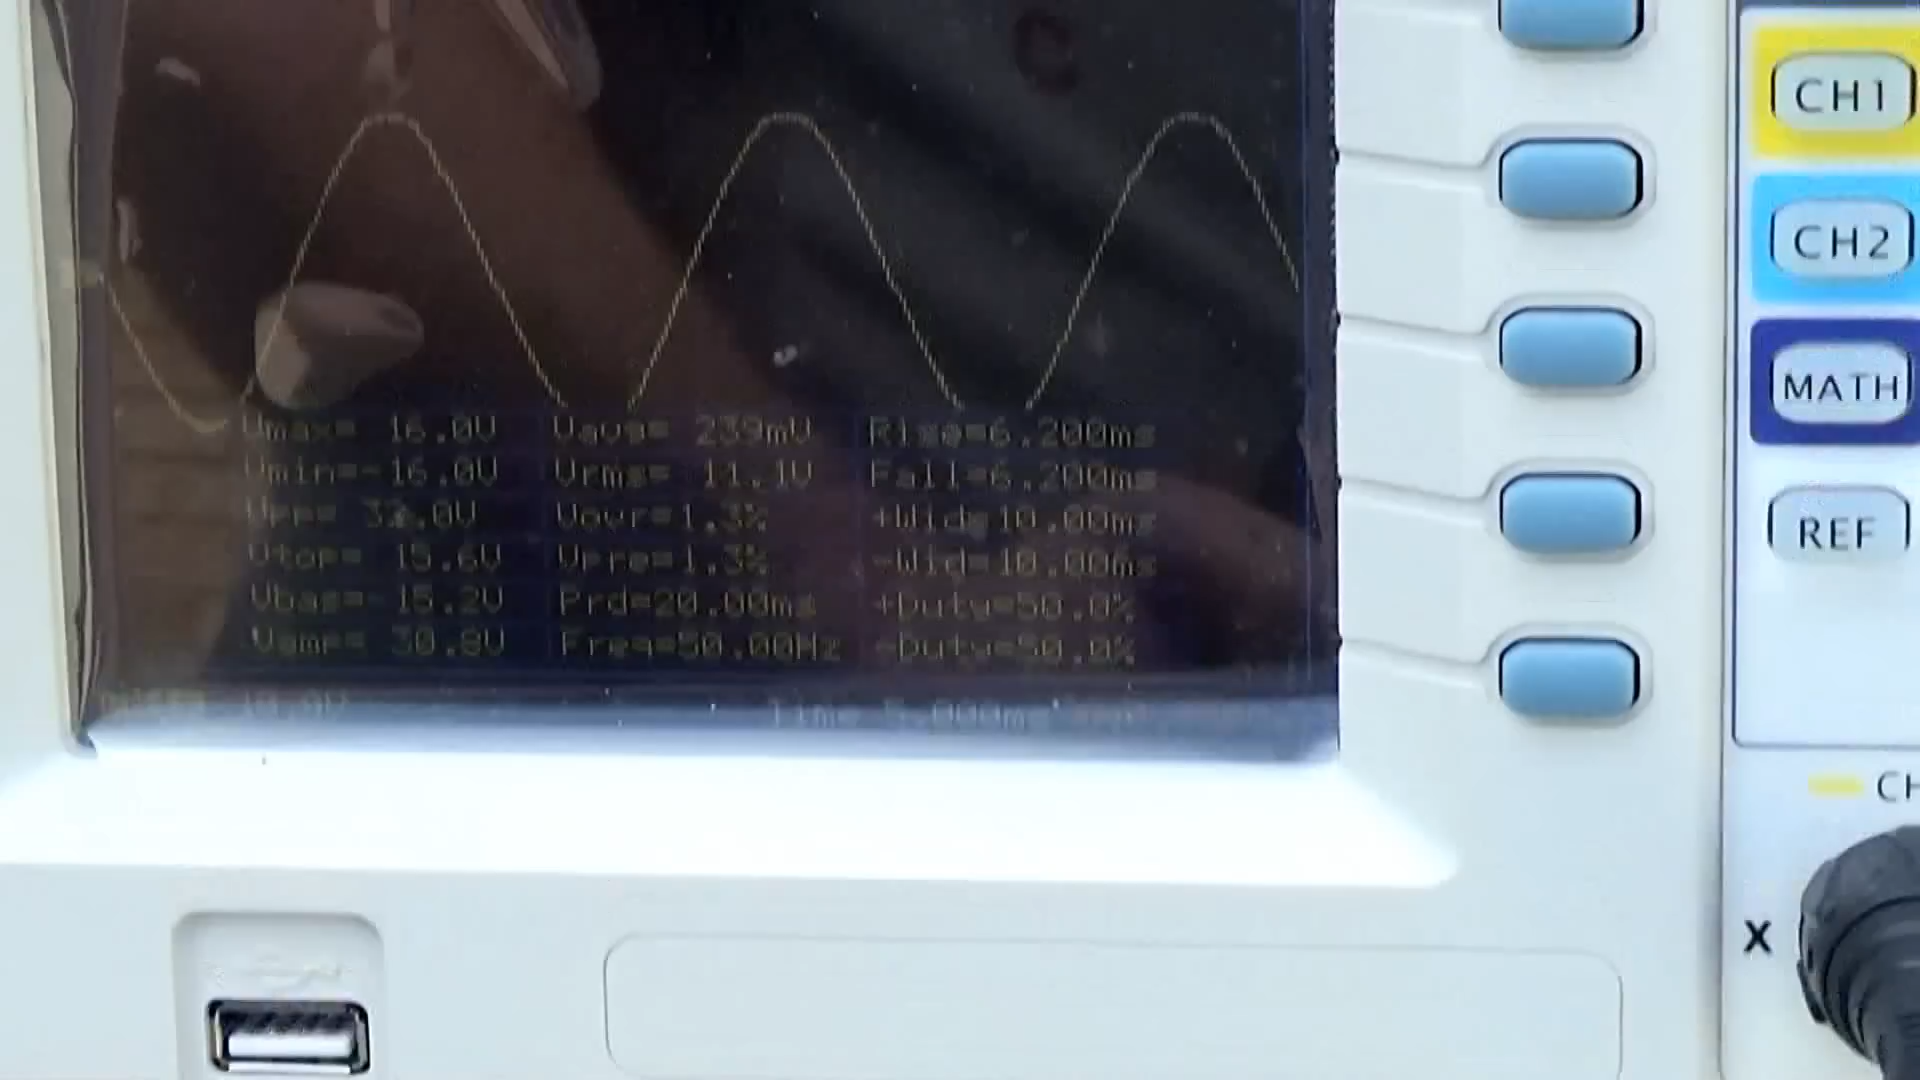 CH1
CH2
MATH
REF
Vmax= 16.0V Vavg= 239mV Rise=6.200ms
Vmin=-16.0V Vrms= 11.1V Fall=6.200ms
Vpp= 32.0V Vovr=1.3% +Wid=10.00ms
Vtop= 15.6V Vpre=1.3% -Wid=10.00ms
Vbas=-15.2V Prd=20.00ms +Duty=50.0%
Vamp= 30.8V Freq=50.00Hz -Duty=50.0%
Time 5.000ms
CH
X